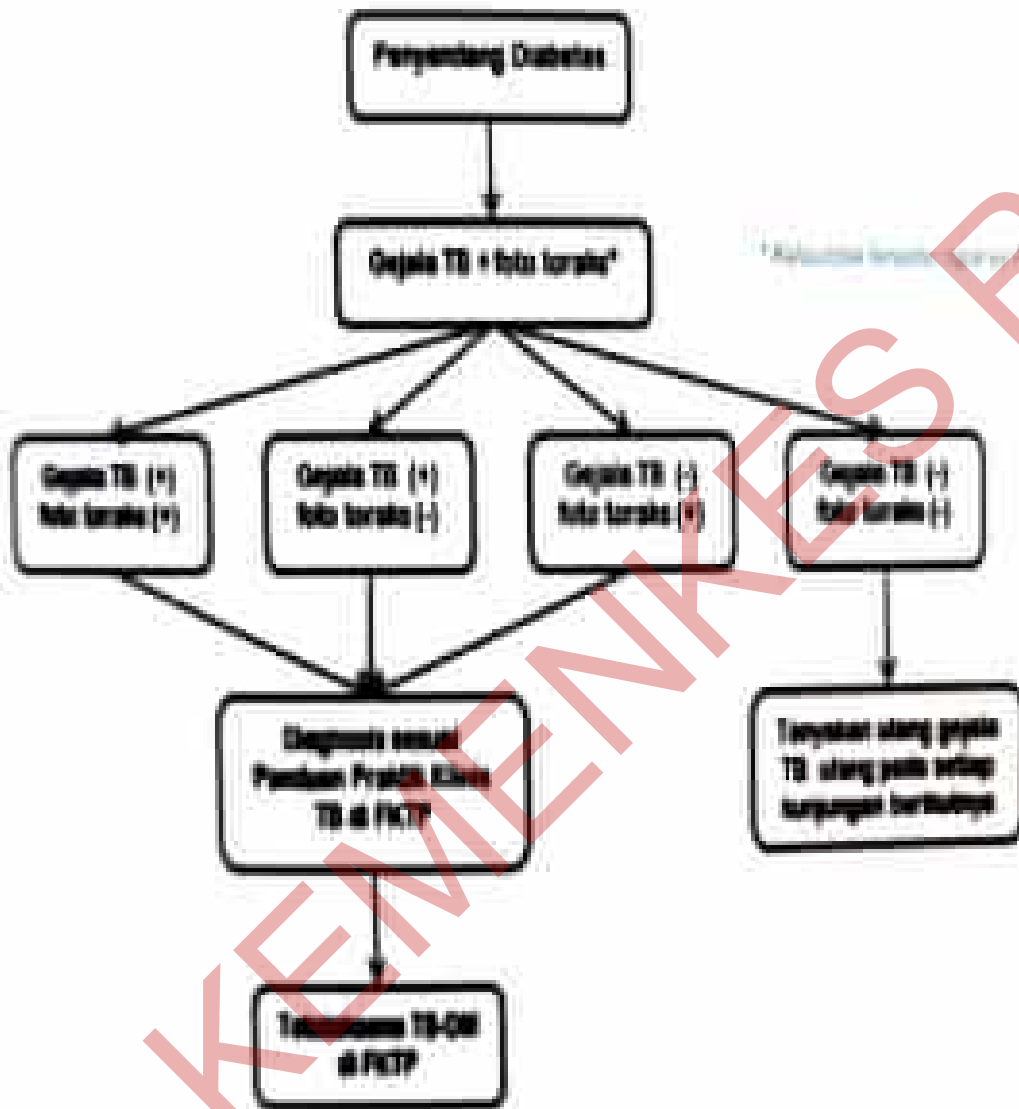 Penyandang Diabetes
Gejala TB + foto toraks*
Gejala TB (+)
foto toraks (+)
Gejala TB (+)
foto toraks (-)
Gejala TB (-)
foto toraks (+)
Gejala TB (-)
foto toraks (-)
Diagnosis sesuai
Panduan Praktik Klinis
TB di FKTP
Tanyakan ulang gejala
TB ulang pada setiap
kunjungan berikutnya
Tatalaksana TB-DM
di FKTP
KEMENKES